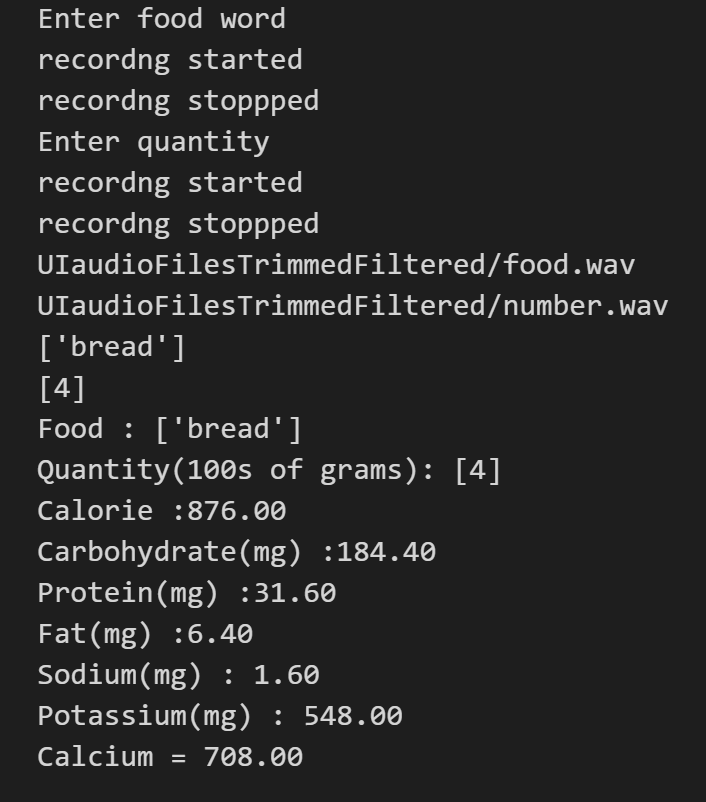 Enter food word
recordng started
recordng stoppped
Enter quantity
recordng started
recordng stoppped
UIaudioFilesTrimmedFiltered/food.wav
UIaudioFilesTrimmedFiltered/number.wav
['bread']
[4]
Food : ['bread']
Quantity(100s of grams): [4]
Calorie :876.00
Carbohydrate(mg) :184.40
Protein(mg) :31.60
Fat(mg) :6.40
Sodium(mg) : 1.60
Potassium(mg) : 548.00
Calcium = 708.00